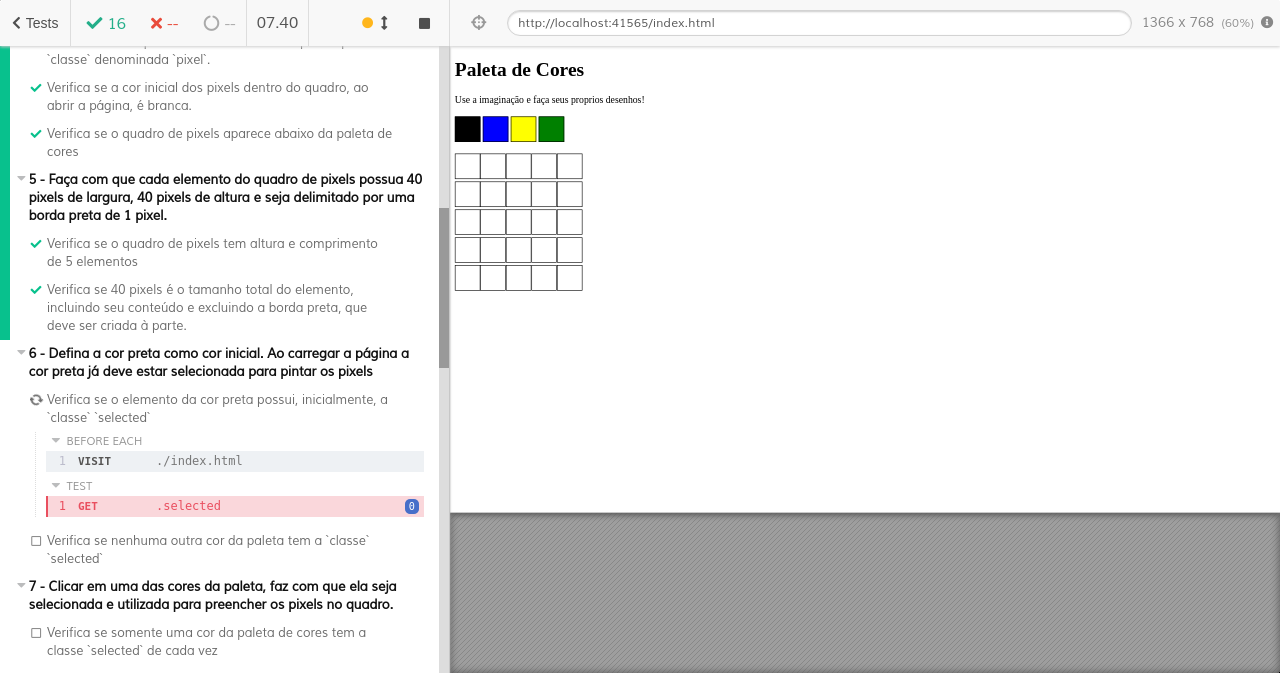 Tests
16
--
--
07.40
http://localhost:41565/index.html
1366 x 768 (60%)
`classe` denominada `pixel`.
Verifica se a cor inicial dos pixels dentro do quadro, ao
abrir a página, é branca.
Verifica se o quadro de pixels aparece abaixo da paleta de
cores
5 - Faça com que cada elemento do quadro de pixels possua 40
pixels de largura, 40 pixels de altura e seja delimitado por uma
borda preta de 1 pixel.
Verifica se o quadro de pixels tem altura e comprimento
de 5 elementos
Verifica se 40 pixels é o tamanho total do elemento,
incluindo seu conteúdo e excluindo a borda preta, que
deve ser criada à parte.
6 - Defina a cor preta como cor inicial. Ao carregar a página a
cor preta já deve estar selecionada para pintar os pixels
Verifica se o elemento da cor preta possui, inicialmente, a
`classe` `selected`
BEFORE EACH
1 VISIT ./index.html
TEST
1 GET .selected 0
Verifica se nenhuma outra cor da paleta tem a `classe`
`selected`
7 - Clicar em uma das cores da paleta, faz com que ela seja
selecionada e utilizada para preencher os pixels no quadro.
Verifica se somente uma cor da paleta de cores tem a
classe `selected` de cada vez
Paleta de Cores
Use a imaginação e faça seus proprios desenhos!